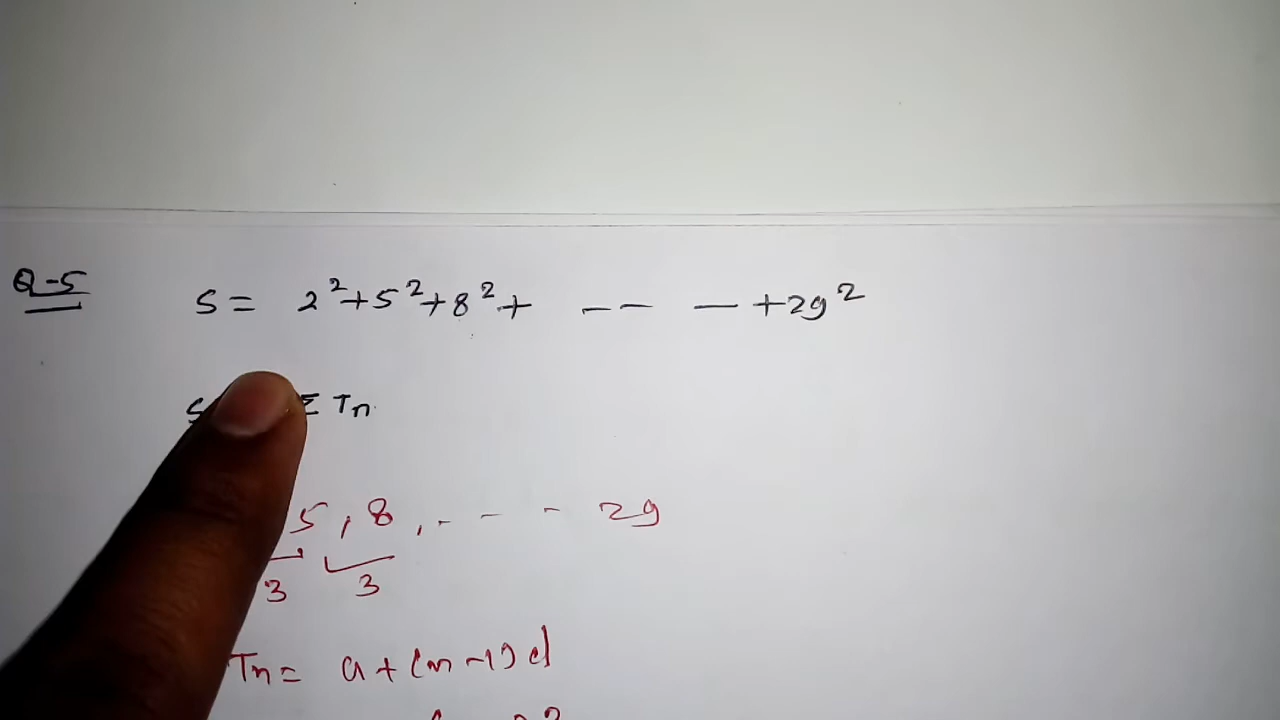 Q-5
S = 2²+5²+8²+ -- - +29²
Σ Tn
5, 8, - - - 29
3 3
Tn = a+(n-1)d